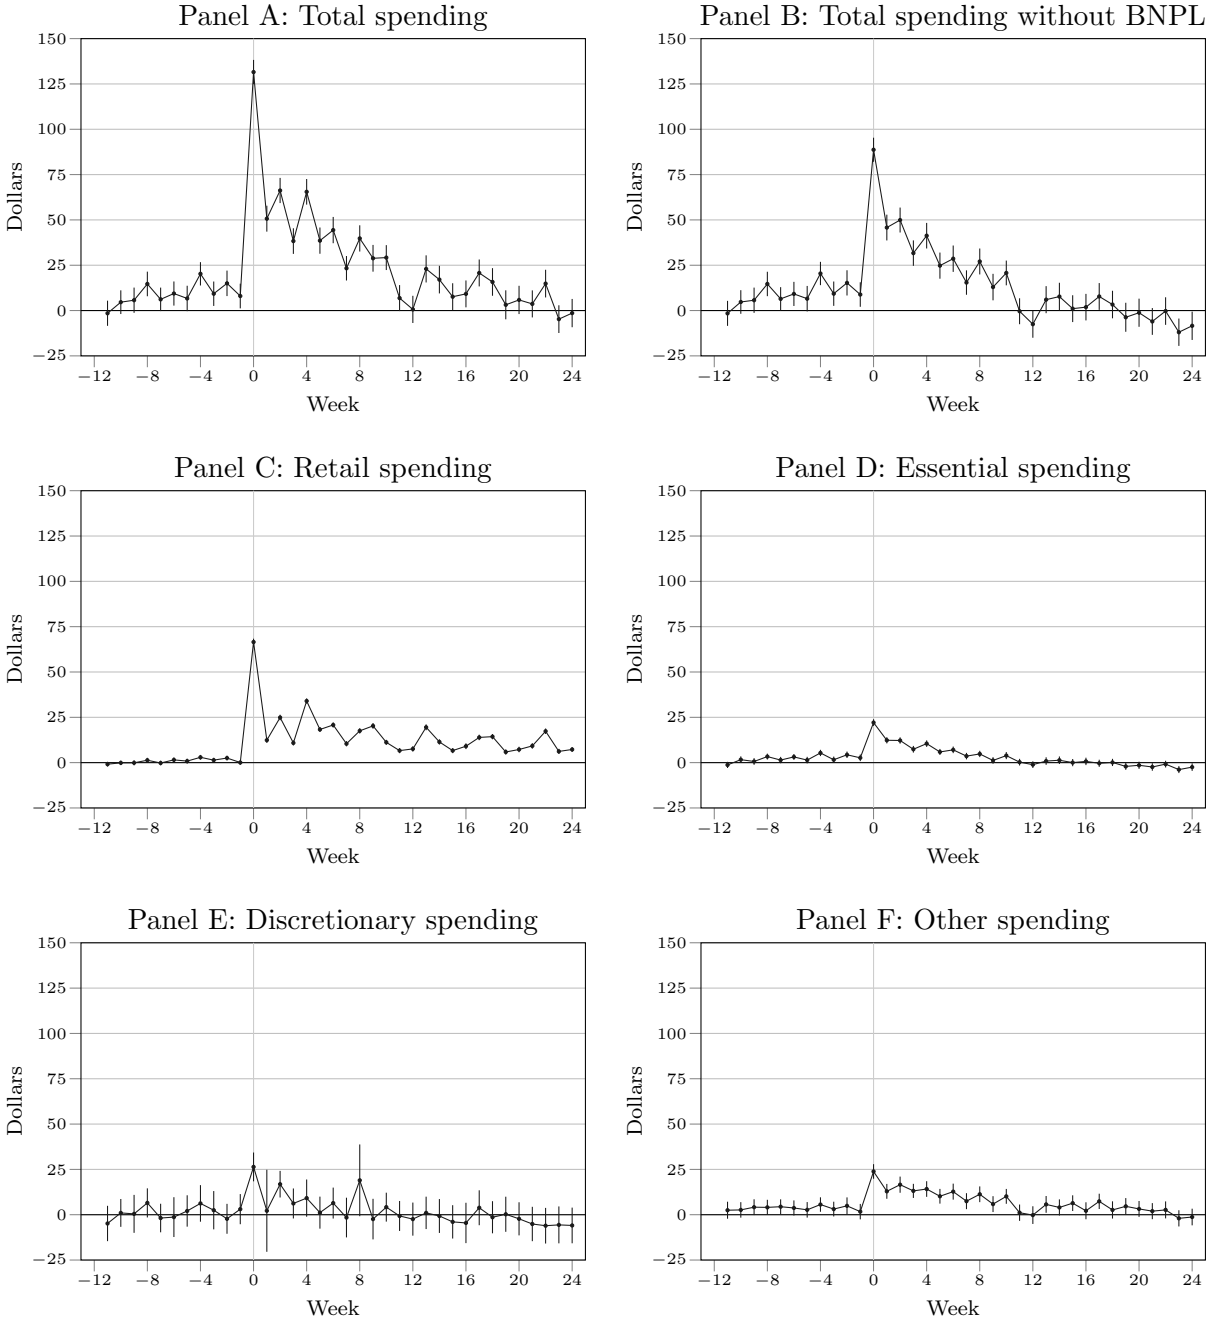 Panel A: Total spending
150
125
100
75
50
25
0
−25
Dollars
−12 −8 −4 0 4 8 12 16 20 24
Week
Panel B: Total spending without BNPL
150
125
100
75
50
25
0
−25
Dollars
−12 −8 −4 0 4 8 12 16 20 24
Week
Panel C: Retail spending
150
125
100
75
50
25
0
−25
Dollars
−12 −8 −4 0 4 8 12 16 20 24
Week
Panel D: Essential spending
150
125
100
75
50
25
0
−25
Dollars
−12 −8 −4 0 4 8 12 16 20 24
Week
Panel E: Discretionary spending
150
125
100
75
50
25
0
−25
Dollars
−12 −8 −4 0 4 8 12 16 20 24
Week
Panel F: Other spending
150
125
100
75
50
25
0
−25
Dollars
−12 −8 −4 0 4 8 12 16 20 24
Week